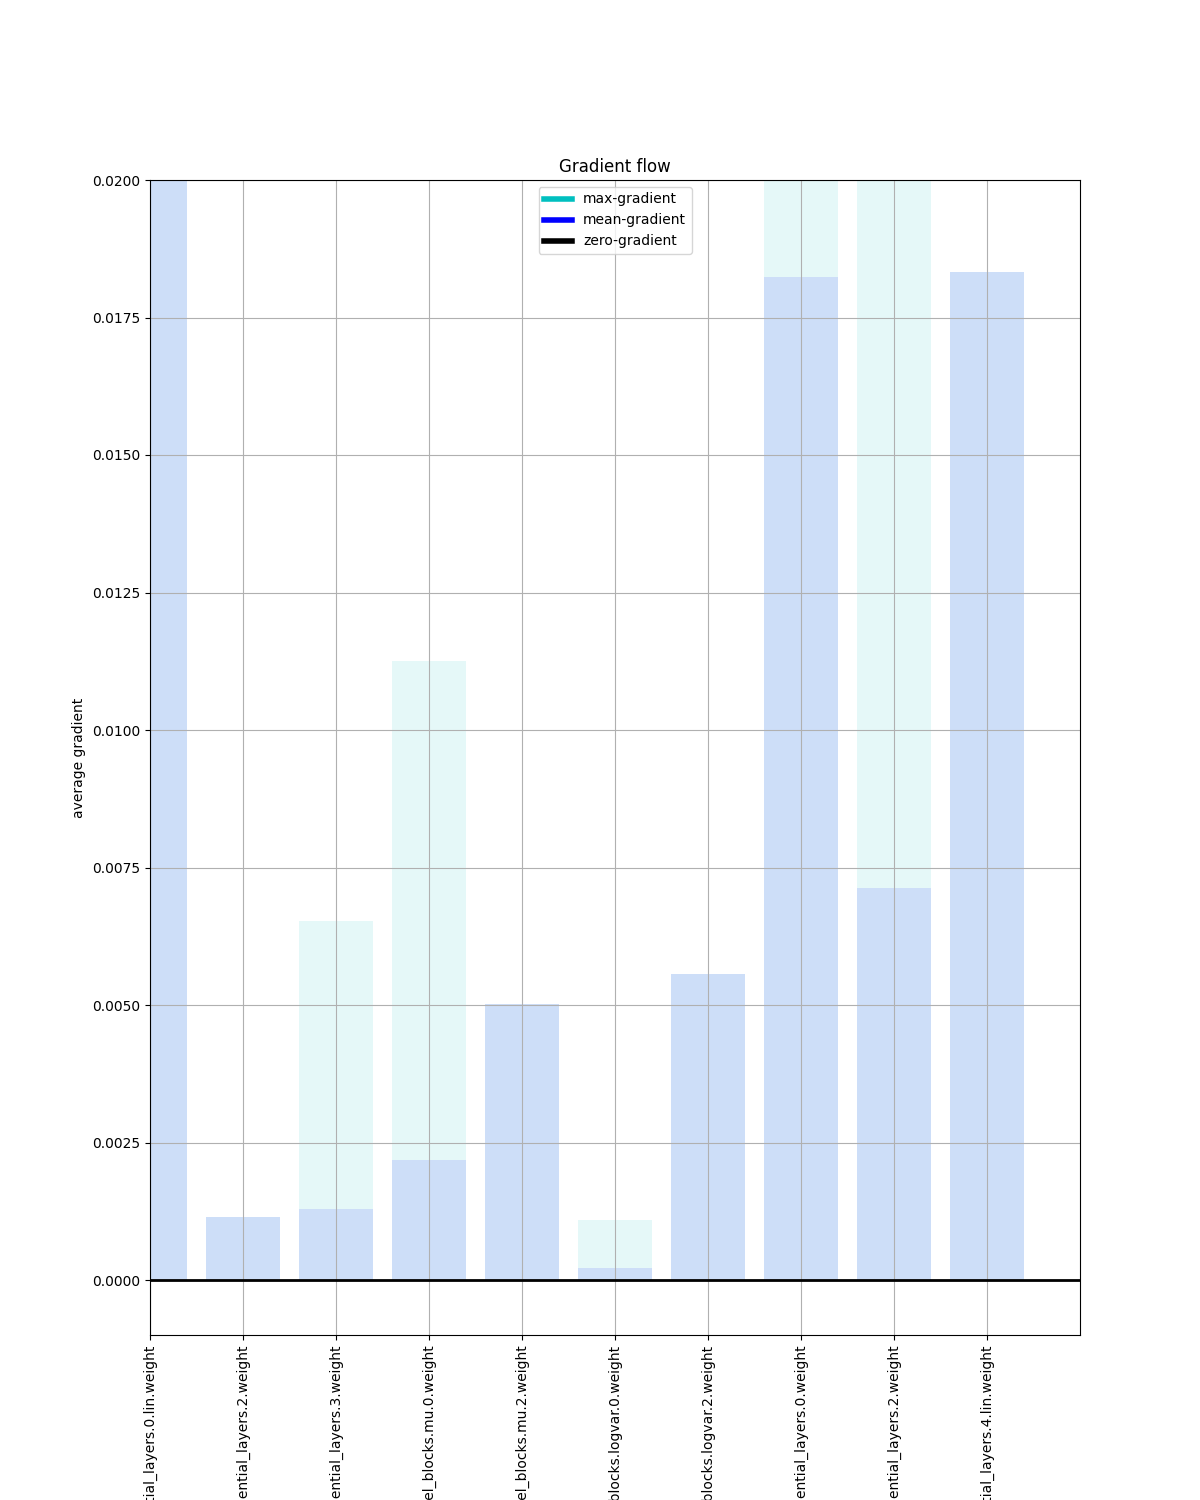 Gradient flow
max-gradient
mean-gradient
zero-gradient
average gradient
0.0200
0.0175
0.0150
0.0125
0.0100
0.0075
0.0050
0.0025
0.0000
tial_layers.0.lin.weight
ential_layers.2.weight
ential_layers.3.weight
el_blocks.mu.0.weight
el_blocks.mu.2.weight
blocks.logvar.0.weight
blocks.logvar.2.weight
ential_layers.0.weight
ential_layers.2.weight
tial_layers.4.lin.weight